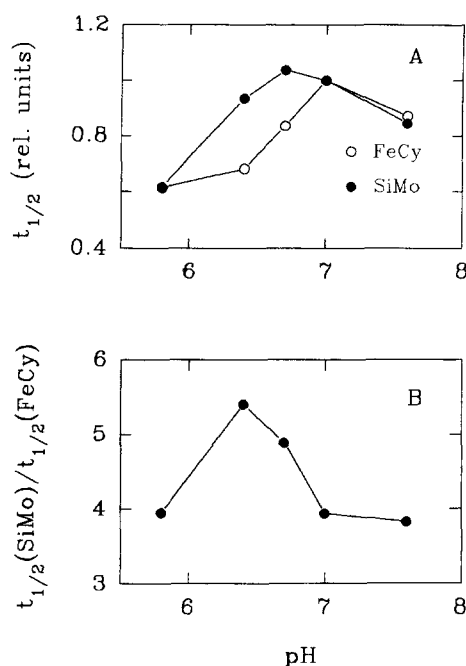 1.2
A
t1/2 (rel. units)
0.8
FeCy
SiMo
0.4
6
7
8
6
B
t1/2(SiMo)/t1/2(FeCy)
5
4
3
6
7
8
pH